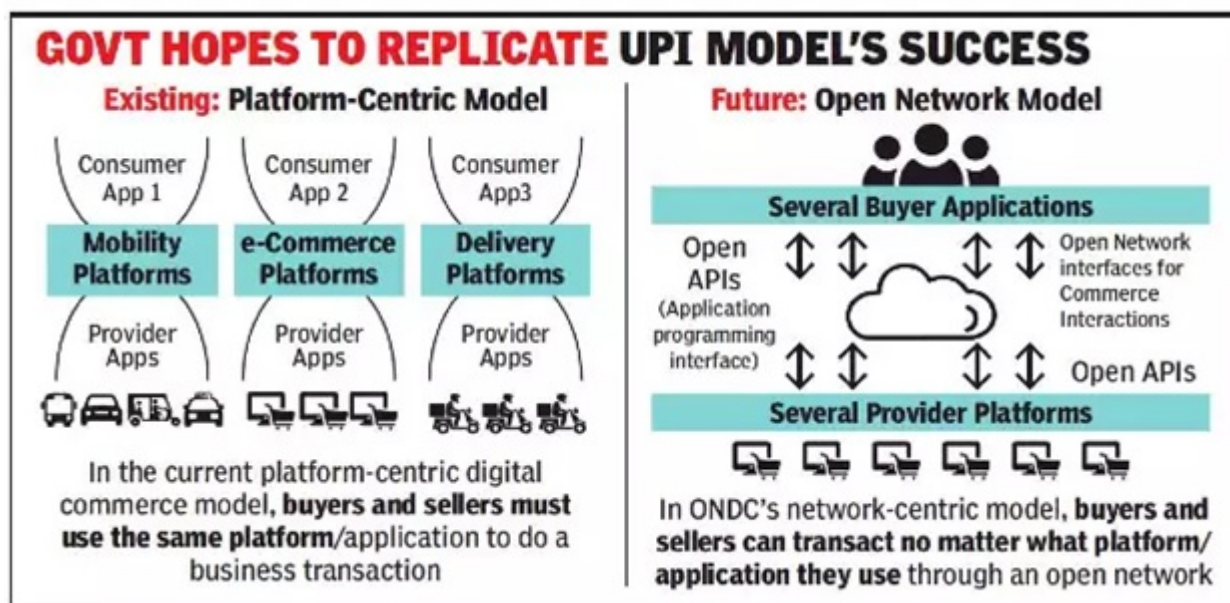 GOVT HOPES TO REPLICATE UPI MODEL'S SUCCESS
Existing: Platform-Centric Model
Consumer
App 1
Consumer
App 2
Consumer
App3
Mobility
Platforms
e-Commerce
Platforms
Delivery
Platforms
Provider
Apps
Provider
Apps
Provider
Apps
In the current platform-centric digital
commerce model, buyers and sellers must
use the same platform/application to do a
business transaction
Future: Open Network Model
Several Buyer Applications
Open
APIs
(Application
programming
interface)
Open Network
interfaces for
Commerce
Interactions
Open APIs
Several Provider Platforms
In ONDC's network-centric model, buyers and
sellers can transact no matter what platform/
application they use through an open network